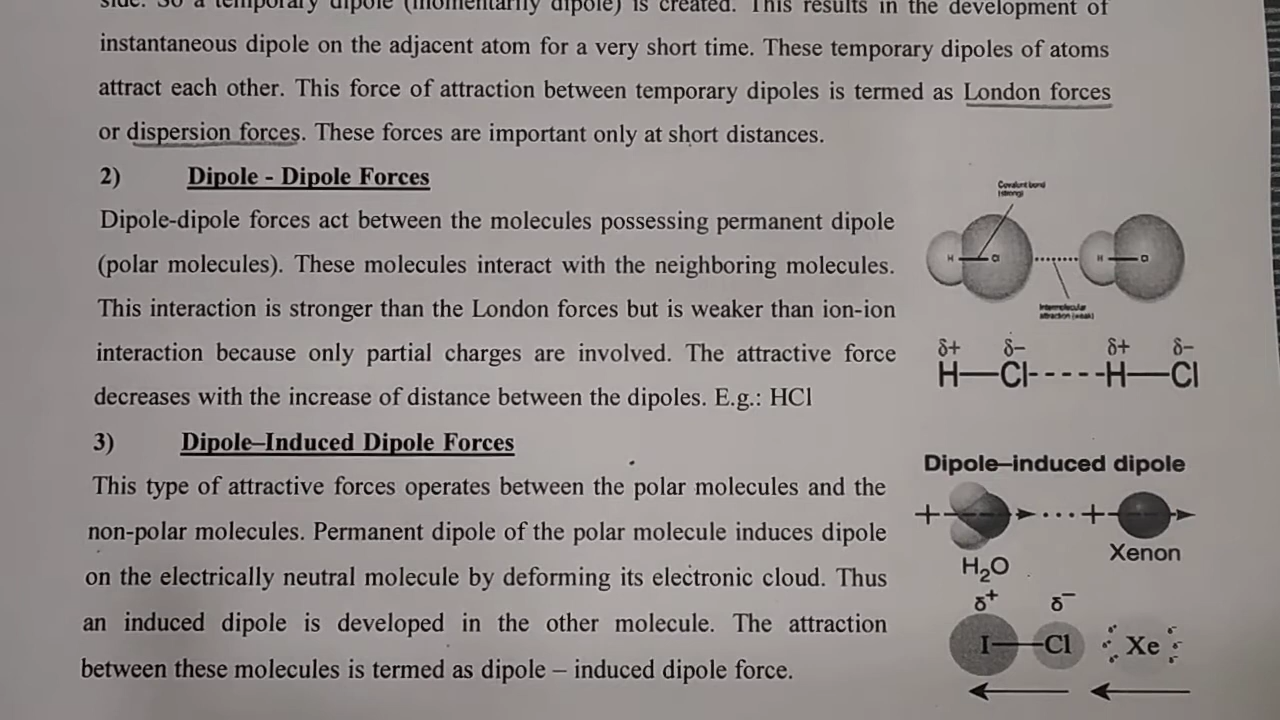 side. So a temporary dipole (momentarily dipole) is created. This results in the development of
instantaneous dipole on the adjacent atom for a very short time. These temporary dipoles of atoms
attract each other. This force of attraction between temporary dipoles is termed as London forces
or dispersion forces. These forces are important only at short distances.
2) Dipole - Dipole Forces
Dipole-dipole forces act between the molecules possessing permanent dipole
(polar molecules). These molecules interact with the neighboring molecules.
This interaction is stronger than the London forces but is weaker than ion-ion
interaction because only partial charges are involved. The attractive force
decreases with the increase of distance between the dipoles. E.g.: HCl
Covalent bond
(strong)
H Cl H Cl
Intermolecular
attraction (weak)
δ+ δ− δ+ δ−
H—Cl-----H—Cl
3) Dipole–Induced Dipole Forces
This type of attractive forces operates between the polar molecules and the
non-polar molecules. Permanent dipole of the polar molecule induces dipole
on the electrically neutral molecule by deforming its electronic cloud. Thus
an induced dipole is developed in the other molecule. The attraction
between these molecules is termed as dipole – induced dipole force.
Dipole–induced dipole
H₂O Xenon
δ⁺ δ⁻
I—Cl Xe